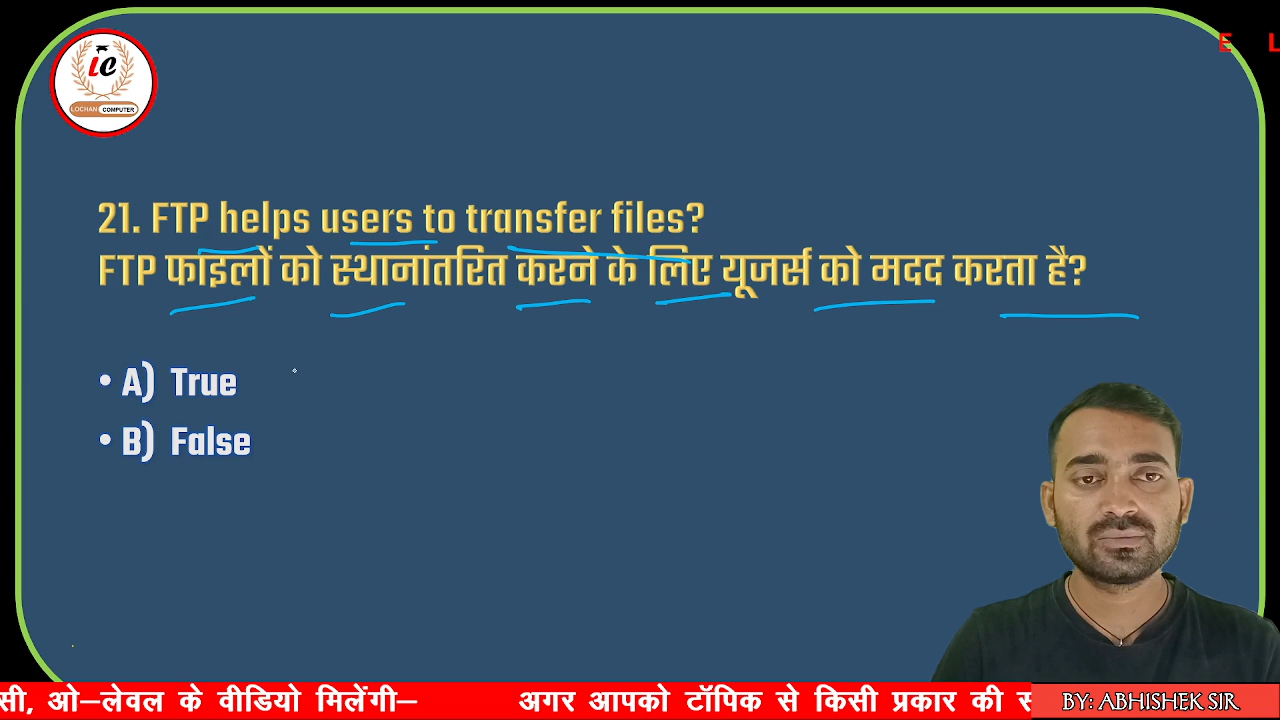 E L
LC
LOCHAN COMPUTER
21. FTP helps users to transfer files?
FTP फाइलों को स्थानांतरित करने के लिए यूजर्स को मदद करता है?
• A) True
• B) False
सी, ओ–लेवल के वीडियो मिलेंगी– अगर आपको टॉपिक से किसी प्रकार की
BY: ABHISHEK SIR